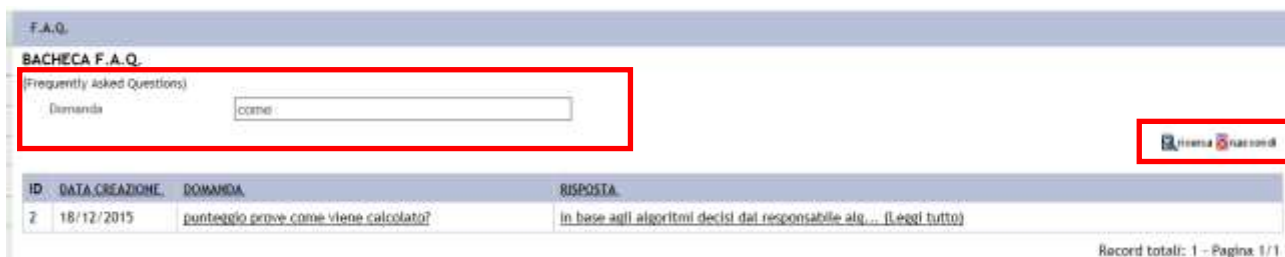 F.A.Q.
BACHECA F.A.Q.
(Frequently Asked Questions)
Domanda come
ricerca nascondi
ID DATA CREAZIONE DOMANDA RISPOSTA
2 18/12/2015 punteggio prove come viene calcolato? in base agli algoritmi decisi dal responsabile alg... (Leggi tutto)
Record totali: 1 - Pagina 1/1